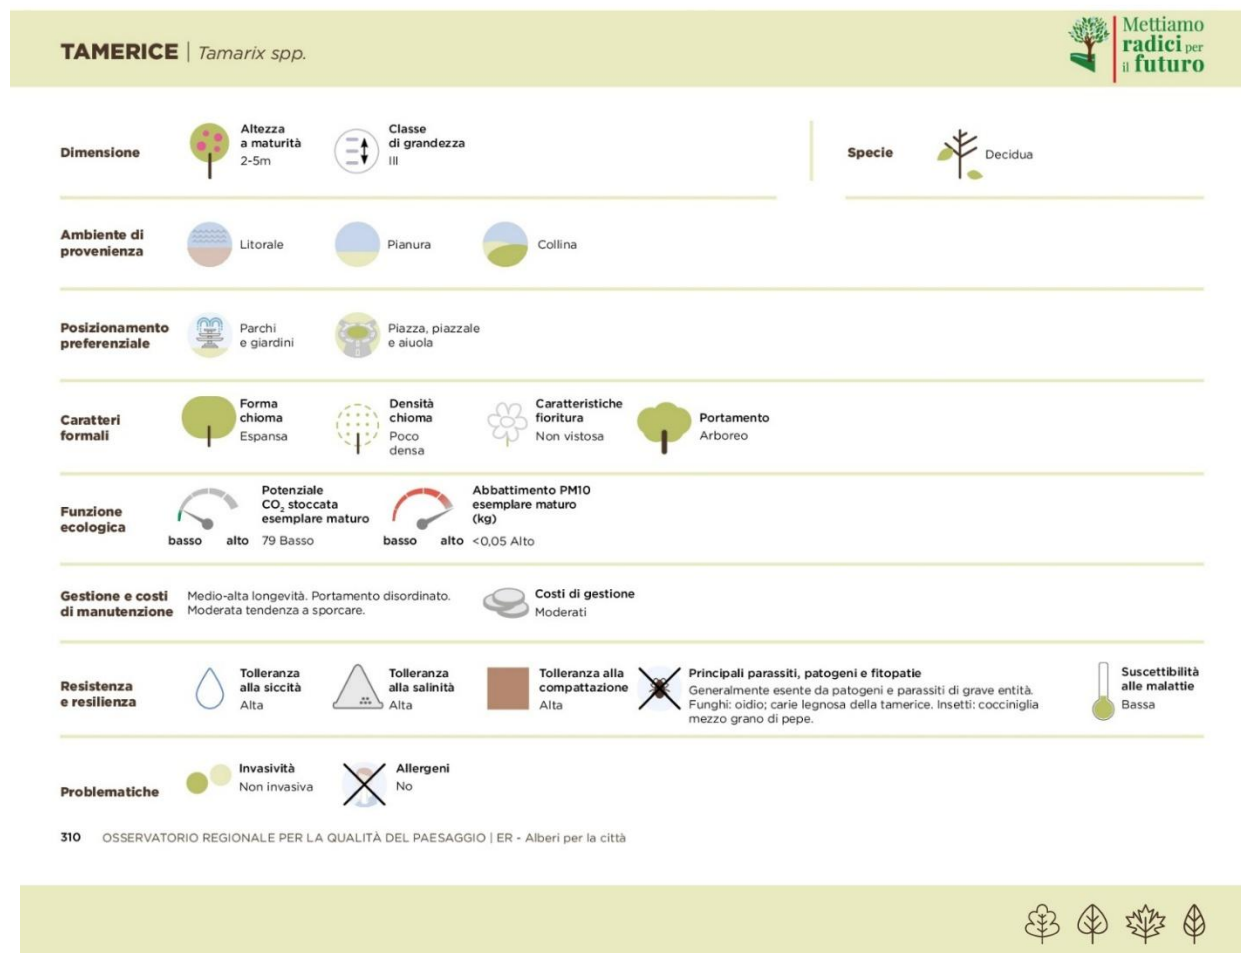 TAMERICE | Tamarix spp.
Mettiamo
radici per
il futuro
Dimensione
Altezza
a maturità
2-5m
Classe
di grandezza
III
Specie
Decidua
Ambiente di
provenienza
Litorale
Pianura
Collina
Posizionamento
preferenziale
Parchi
e giardini
Piazza, piazzale
e aiuola
Caratteri
formali
Forma
chioma
Espansa
Densità
chioma
Poco
densa
Caratteristiche
fioritura
Non vistosa
Portamento
Arboreo
Funzione
ecologica
basso alto
Potenziale
CO₂ stoccata
esemplare maturo
79 Basso
basso alto
Abbattimento PM10
esemplare maturo
(kg)
<0,05 Alto
Gestione e costi
di manutenzione
Medio-alta longevità. Portamento disordinato.
Moderata tendenza a sporcare.
Costi di gestione
Moderati
Resistenza
e resilienza
Tolleranza
alla siccità
Alta
Tolleranza
alla salinità
Alta
Tolleranza alla
compattazione
Alta
Principali parassiti, patogeni e fitopatie
Generalmente esente da patogeni e parassiti di grave entità.
Funghi: oidio; carie legnosa della tamerice. Insetti: cocciniglia
mezzo grano di pepe.
Suscettibilità
alle malattie
Bassa
Problematiche
Invasività
Non invasiva
Allergeni
No
310 OSSERVATORIO REGIONALE PER LA QUALITÀ DEL PAESAGGIO | ER - Alberi per la città